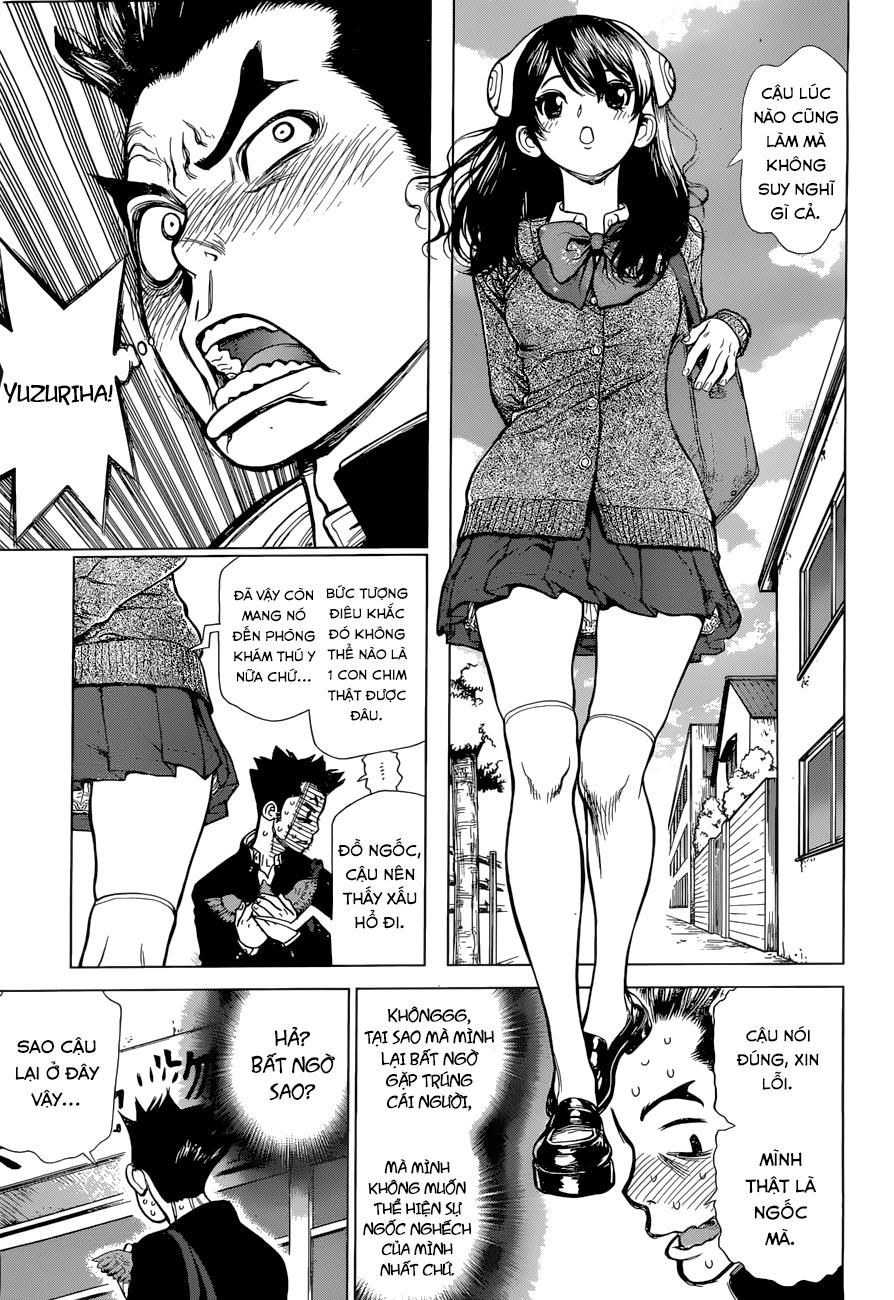 CẬU LÚC
NÀO CŨNG
LÀM MÀ
KHÔNG
SUY NGHĨ
GÌ CẢ.
YUZURIHA!
BỨC TƯỢNG
ĐIÊU KHẮC
ĐÓ KHÔNG
THỂ NÀO LÀ
1 CON CHIM
THẬT ĐƯỢC
ĐÂU.
ĐÃ VẬY CÒN
MANG NÓ
ĐẾN PHÒNG
KHÁM THÚ Y
NỮA CHỨ...
ĐỒ NGỐC,
CẬU NÊN
THẤY XẤU
HỔ ĐI.
CẬU NÓI
ĐÚNG, XIN
LỖI.
MÌNH
THẬT LÀ
NGỐC
MÀ.
KHÔNGGG,
TẠI SAO MÀ MÌNH
LẠI BẤT NGỜ
GẶP TRÚNG
CÁI NGƯỜI,
MÀ MÌNH
KHÔNG MUỐN
THỂ HIỆN SỰ
NGỐC NGHẾCH
CỦA MÌNH
NHẤT CHỨ.
HẢ?
BẤT NGỜ
SAO?
SAO CẬU
LẠI Ở ĐÂY
VẬY...